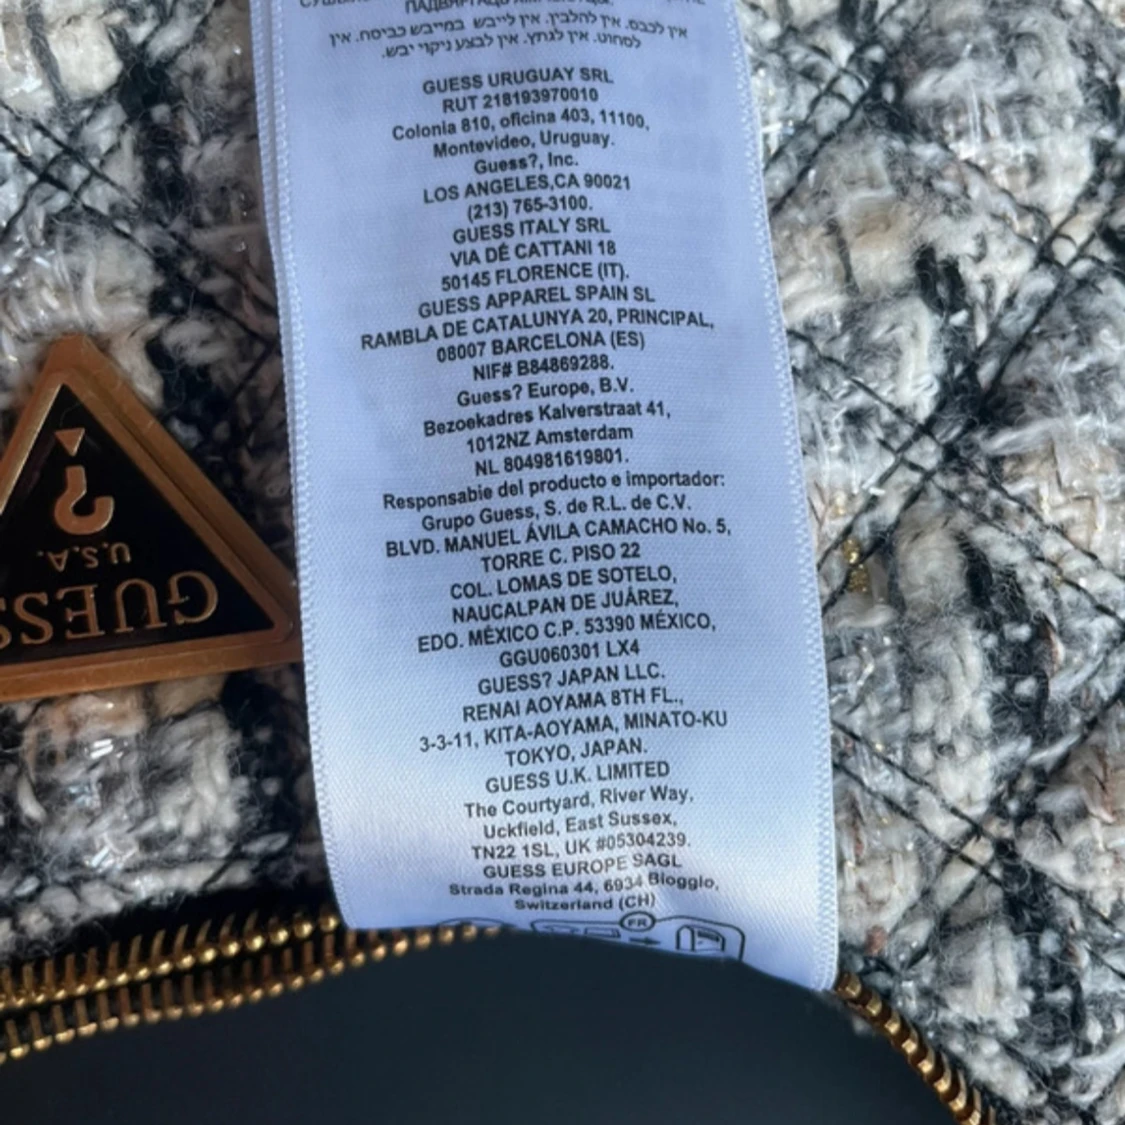 אין לכבס. אין להלבין. אין לייבש במייבש כביסה. אין
לסחוט. אין לגהץ. אין לבצע ניקוי יבש.
GUESS URUGUAY SRL
RUT 218193970010
Colonia 810, oficina 403, 11100,
Montevideo, Uruguay.
Guess?, Inc.
LOS ANGELES,CA 90021
(213) 765-3100.
GUESS ITALY SRL
VIA DÉ CATTANI 18
50145 FLORENCE (IT).
GUESS APPAREL SPAIN SL
RAMBLA DE CATALUNYA 20, PRINCIPAL,
08007 BARCELONA (ES)
NIF# B84869288.
Guess? Europe, B.V.
Bezoekadres Kalverstraat 41,
1012NZ Amsterdam
NL 804981619801.
Responsabie del producto e importador:
Grupo Guess, S. de R.L. de C.V.
BLVD. MANUEL ÁVILA CAMACHO No. 5,
TORRE C. PISO 22
COL. LOMAS DE SOTELO,
NAUCALPAN DE JUÁREZ,
EDO. MÉXICO C.P. 53390 MÉXICO,
GGU060301 LX4
GUESS? JAPAN LLC.
RENAI AOYAMA 8TH FL.,
3-3-11, KITA-AOYAMA, MINATO-KU
TOKYO, JAPAN.
GUESS U.K. LIMITED
The Courtyard, River Way,
Uckfield, East Sussex,
TN22 1SL, UK #05304239.
GUESS EUROPE SAGL
Strada Regina 44, 6934 Bioggio,
Switzerland (CH)
FR
GUESS
U.S.A.
?